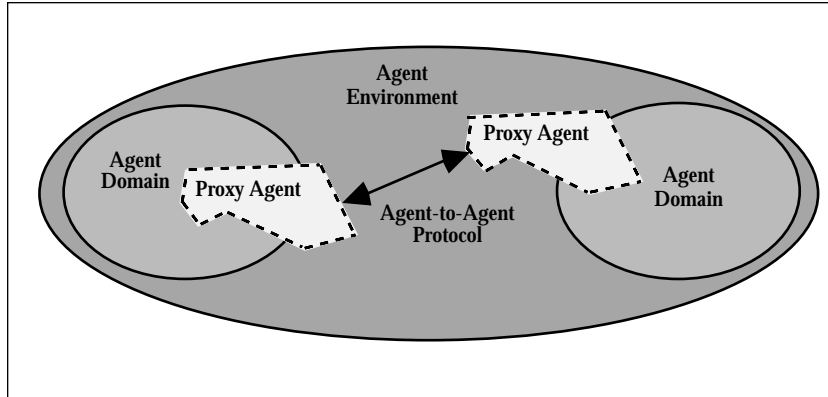 Agent
Environment
Proxy Agent
Agent
Domain
Proxy Agent
Agent
Domain
Agent-to-Agent
Protocol